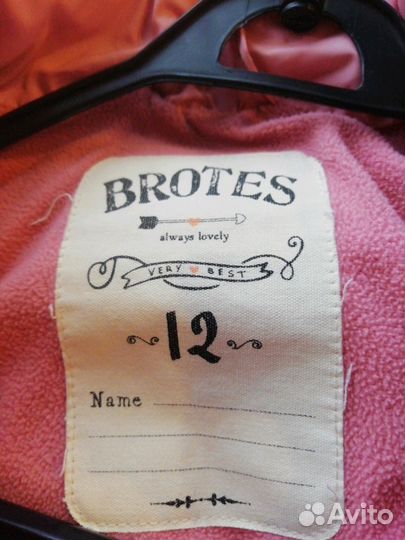 BROTES
always lovely
VERY BEST
12
Name
Avito